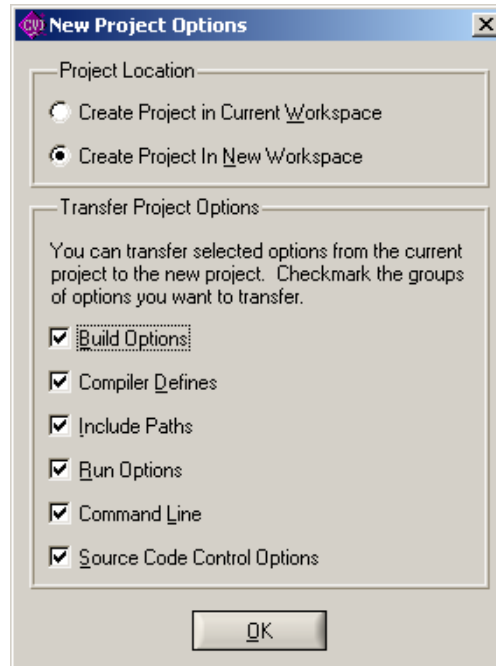 CVI New Project Options
Project Location
Create Project in Current Workspace
Create Project In New Workspace
Transfer Project Options
You can transfer selected options from the current
project to the new project. Checkmark the groups
of options you want to transfer.
Build Options
Compiler Defines
Include Paths
Run Options
Command Line
Source Code Control Options
OK